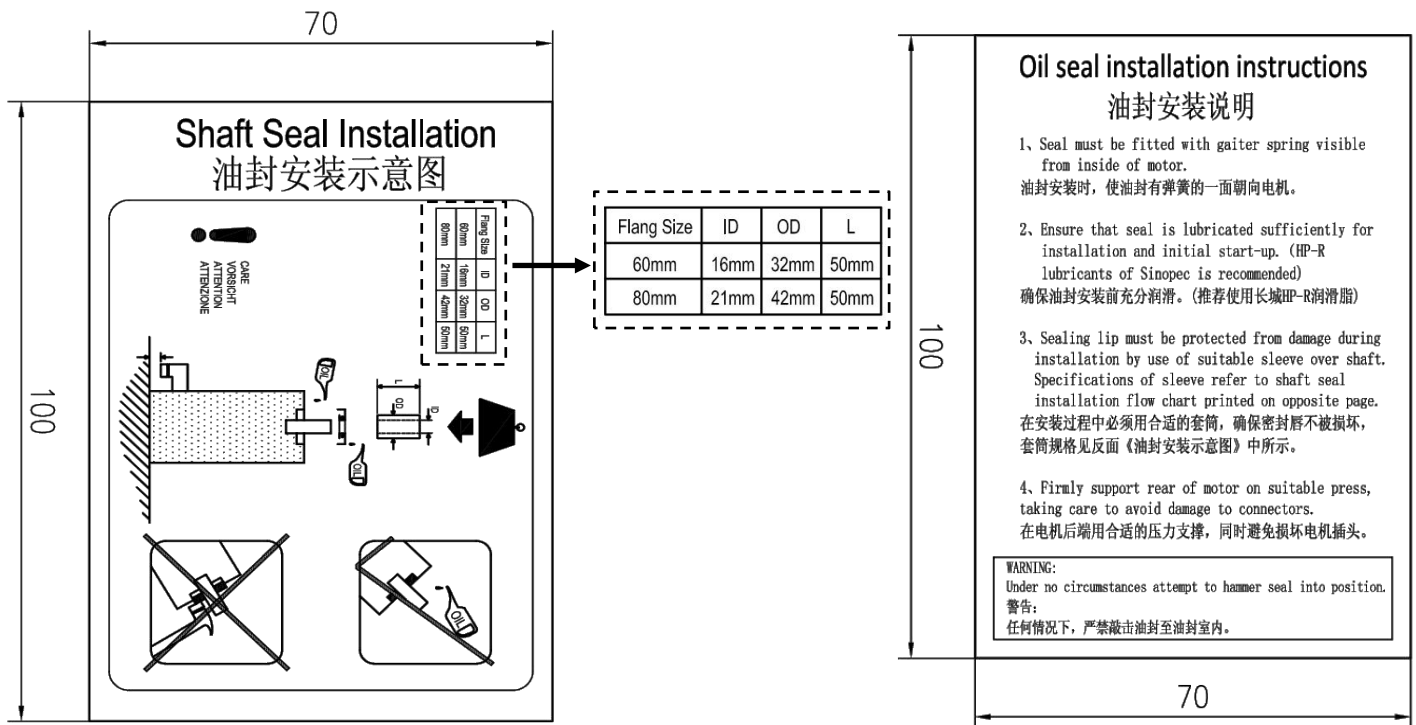 70
100
Shaft Seal Installation
油封安装示意图
CARE
VORSICHT
ATTENTION
ATTENZIONE
Flang Size ID OD L
60mm 16mm 32mm 50mm
80mm 21mm 42mm 50mm
OIL
L
OD
ID
OIL
OIL
Flang Size ID OD L
60mm 16mm 32mm 50mm
80mm 21mm 42mm 50mm
100
Oil seal installation instructions
油封安装说明
1、Seal must be fitted with gaiter spring visible
from inside of motor.
油封安装时，使油封有弹簧的一面朝向电机。
2、Ensure that seal is lubricated sufficiently for
installation and initial start-up. (HP-R
lubricants of Sinopec is recommended)
确保油封安装前充分润滑。(推荐使用长城HP-R润滑脂)
3、Sealing lip must be protected from damage during
installation by use of suitable sleeve over shaft.
Specifications of sleeve refer to shaft seal
installation flow chart printed on opposite page.
在安装过程中必须用合适的套筒，确保密封唇不被损坏，
套筒规格见反面《油封安装示意图》中所示。
4、Firmly support rear of motor on suitable press,
taking care to avoid damage to connectors.
在电机后端用合适的压力支撑，同时避免损坏电机插头。
WARNING:
Under no circumstances attempt to hammer seal into position.
警告：
任何情况下，严禁敲击油封至油封室内。
70